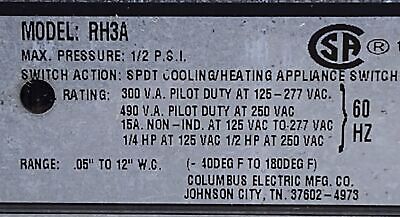 MODEL: RH3A
MAX. PRESSURE: 1/2 P.S.I.
SA ®
SWITCH ACTION: SPDT COOLING/HEATING APPLIANCE SWITCH
RATING: 300 V.A. PILOT DUTY AT 125-277 VAC.
490 V.A. PILOT DUTY AT 250 VAC
15A. NON-IND. AT 125 VAC TO 277 VAC
1/4 HP AT 125 VAC 1/2 HP AT 250 VAC
60
HZ
RANGE: .05" TO 12" W.C. (- 40DEG F TO 180DEG F)
COLUMBUS ELECTRIC MFG. CO.
JOHNSON CITY, TN. 37602-4973